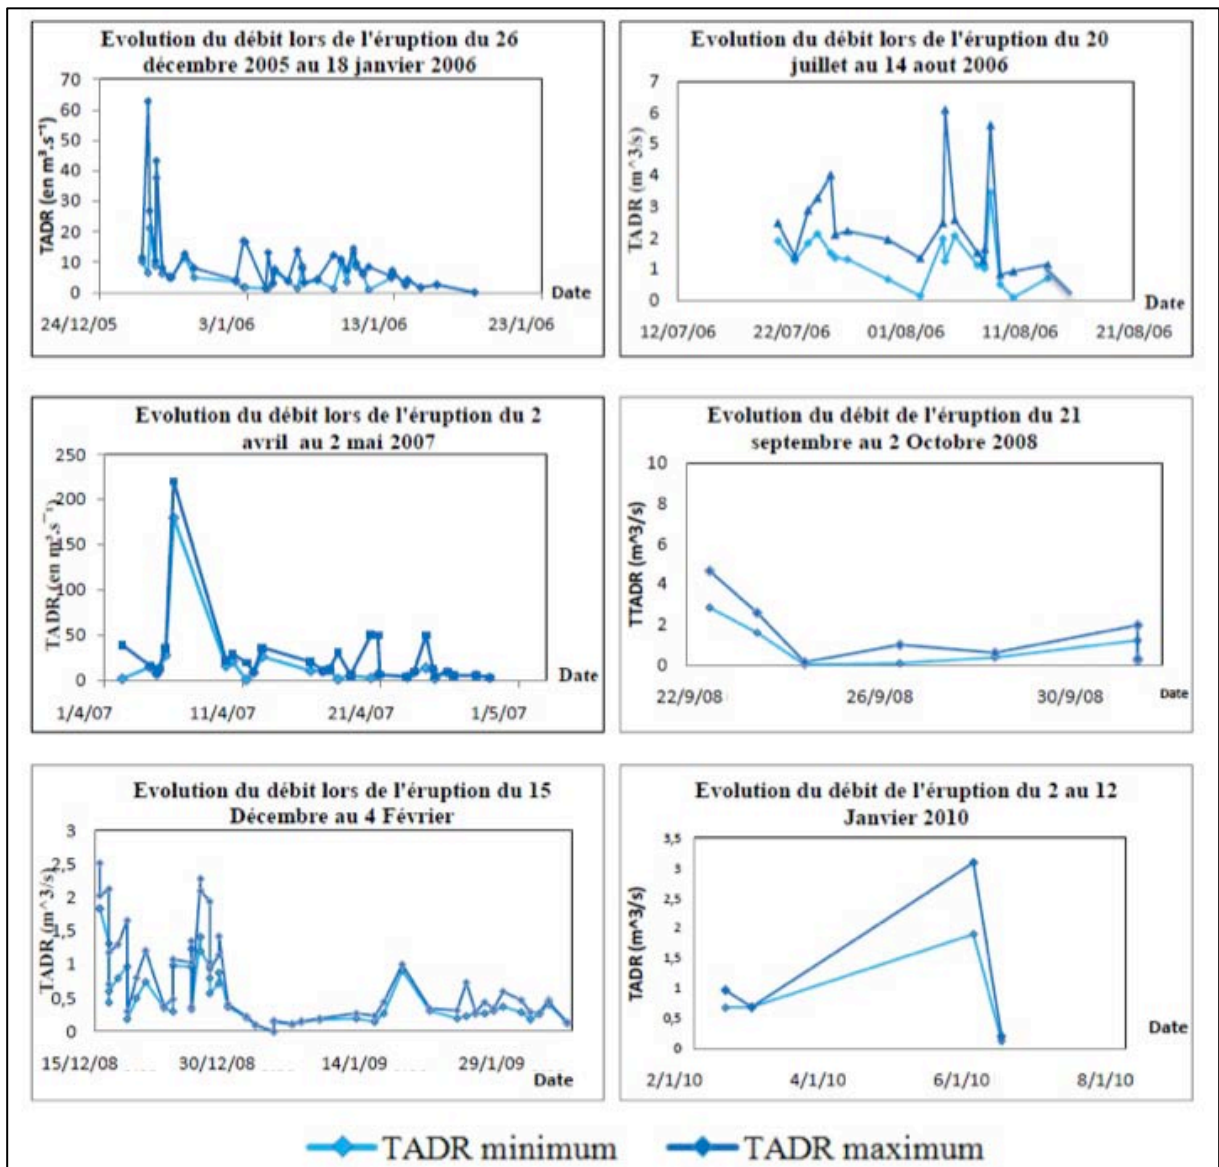 Evolution du débit lors de l'éruption du 26
décembre 2005 au 18 janvier 2006
TADR (en m³.s⁻¹)
70
60
50
40
30
20
10
0
24/12/05
3/1/06
13/1/06
23/1/06
Date
Evolution du débit lors de l'éruption du 20
juillet au 14 aout 2006
TADR (m^3/s)
7
6
5
4
3
2
1
0
12/07/06
22/07/06
01/08/06
11/08/06
21/08/06
Date
Evolution du débit lors de l'éruption du 2
avril au 2 mai 2007
TADR (en m³.s⁻¹)
250
200
150
100
50
0
1/4/07
11/4/07
21/4/07
1/5/07
Date
Evolution du débit de l'éruption du 21
septembre au 2 Octobre 2008
TTADR (m^3/s)
10
8
6
4
2
0
22/9/08
26/9/08
30/9/08
Date
Evolution du débit lors de l'éruption du 15
Décembre au 4 Février
TADR (m^3/s)
3
2,5
2
1,5
1
0,5
0
15/12/08
30/12/08
14/1/09
29/1/09
Date
Evolution du débit de l'éruption du 2 au 12
Janvier 2010
TADR (m^3/s)
3,5
3
2,5
2
1,5
1
0,5
0
2/1/10
4/1/10
6/1/10
8/1/10
Date
TADR minimum
TADR maximum